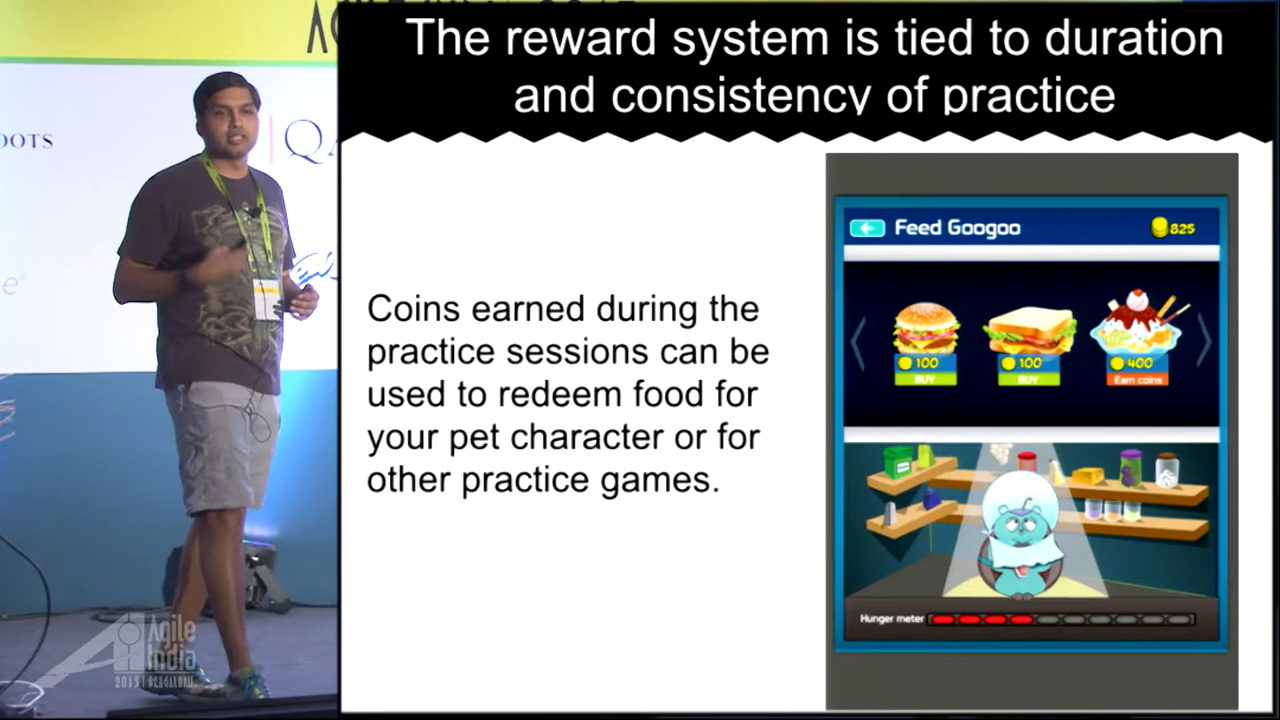 The reward system is tied to duration
and consistency of practice
OOTS
Coins earned during the
practice sessions can be
used to redeem food for
your pet character or for
other practice games.
Feed Googoo
825
100
100
400
BUY
BUY
Earn coins
Hunger meter
Agile
India
2015 | BENGALURU